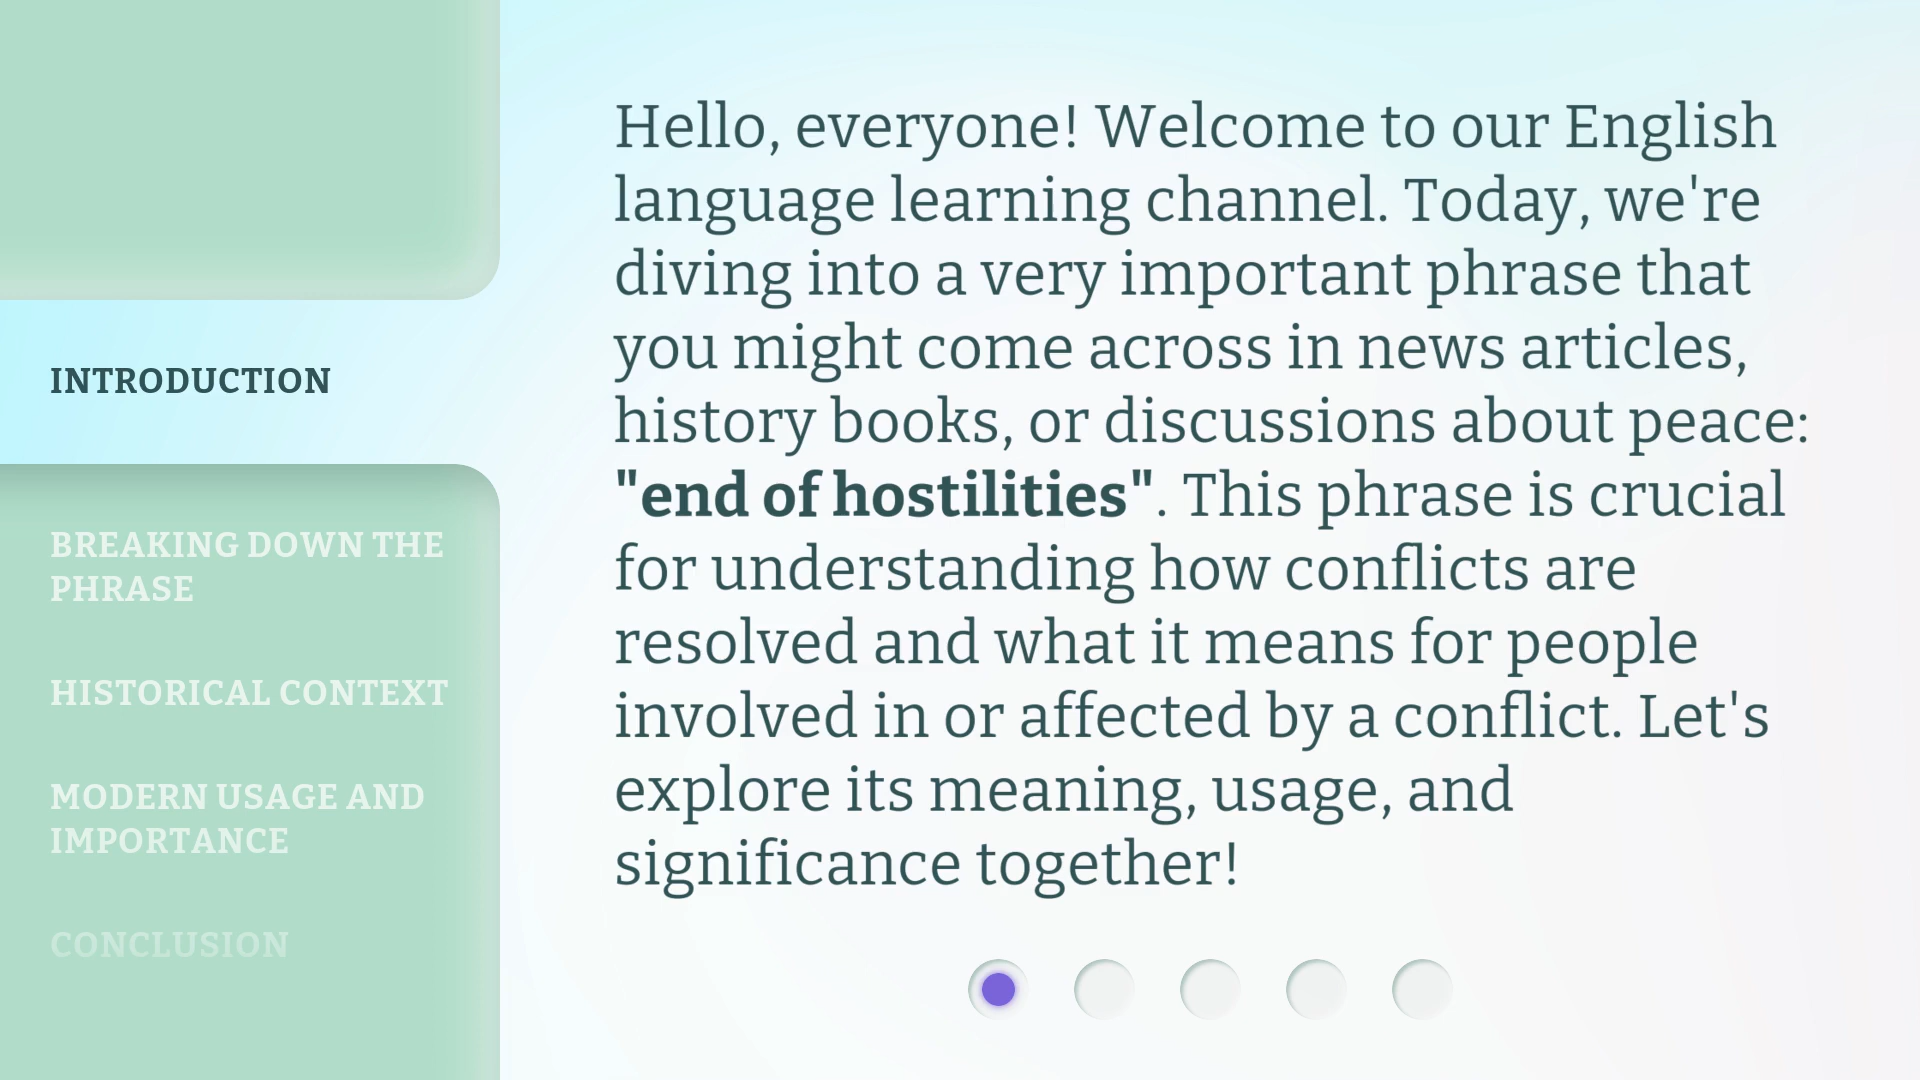 INTRODUCTION
BREAKING DOWN THE
PHRASE
HISTORICAL CONTEXT
MODERN USAGE AND
IMPORTANCE
CONCLUSION
Hello, everyone! Welcome to our English
language learning channel. Today, we're
diving into a very important phrase that
you might come across in news articles,
history books, or discussions about peace:
"end of hostilities". This phrase is crucial
for understanding how conflicts are
resolved and what it means for people
involved in or affected by a conflict. Let's
explore its meaning, usage, and
significance together!